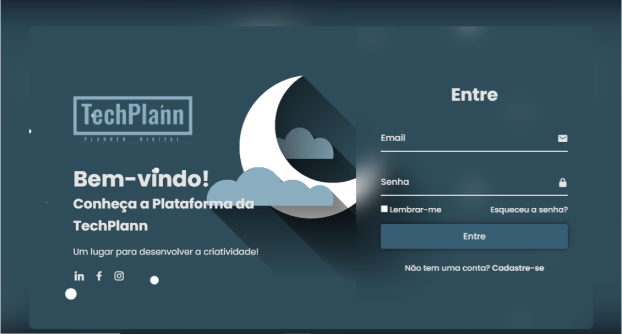 TechPlann
PLANNER DIGITAL
Bem-vindo!
Conheça a Plataforma da
TechPlann
Um lugar para desenvolver a criatividade!
Entre
Email
Senha
Lembrar-me Esqueceu a senha?
Entre
Não tem uma conta? Cadastre-se